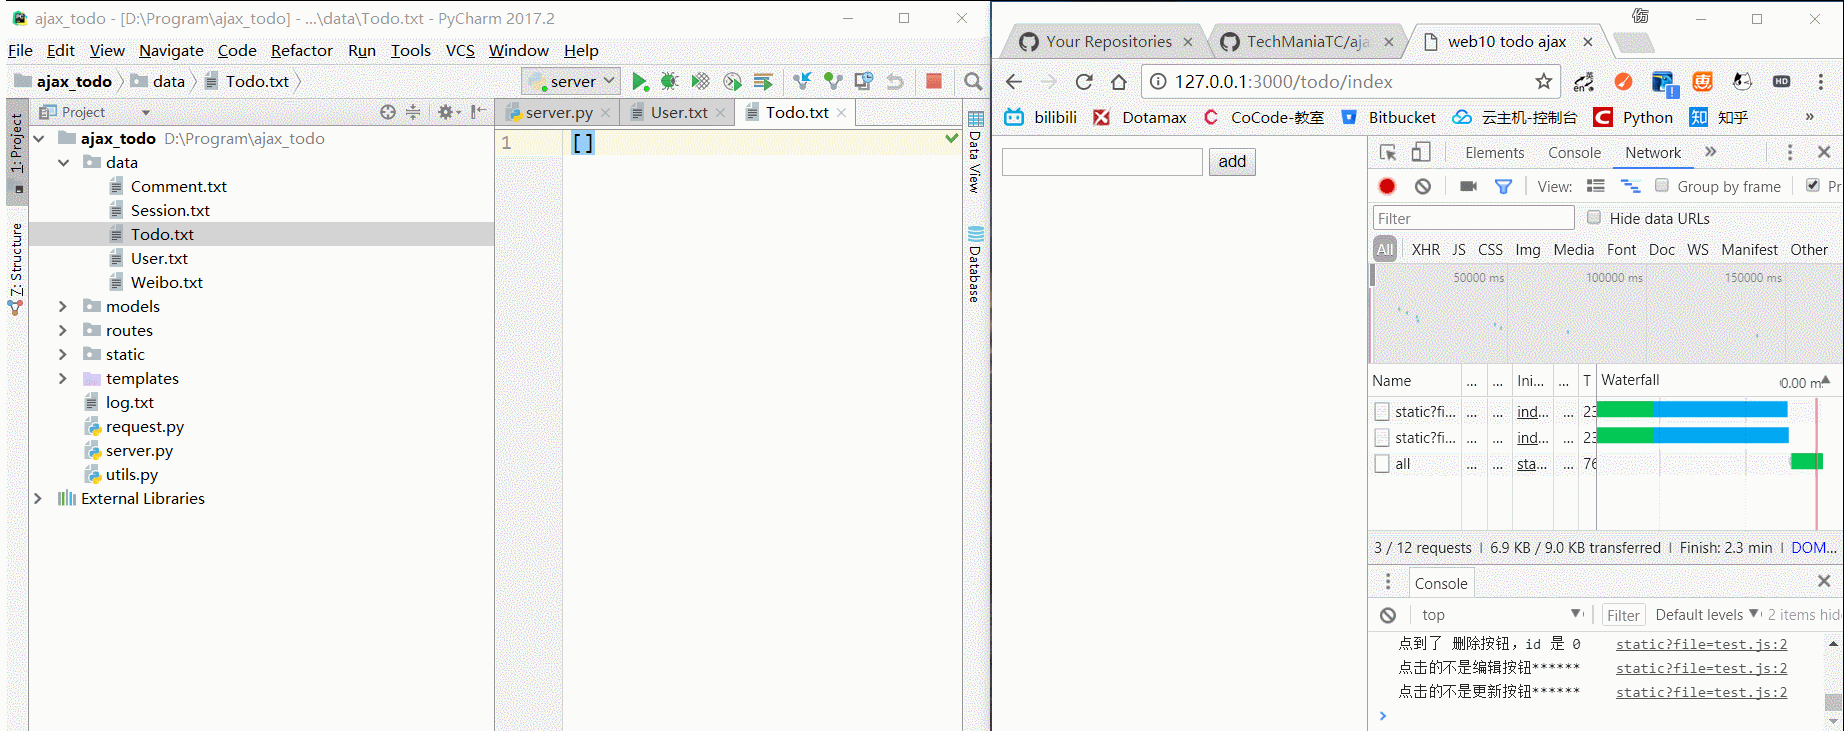 ajax_todo - [D:\Program\ajax_todo] - ...\data\Todo.txt - PyCharm 2017.2
File Edit View Navigate Code Refactor Run Tools VCS Window Help
ajax_todo data Todo.txt server
1: Project
Z: Structure
Project
ajax_todo D:\Program\ajax_todo
data
Comment.txt
Session.txt
Todo.txt
User.txt
Weibo.txt
models
routes
static
templates
log.txt
request.py
server.py
utils.py
External Libraries
server.py User.txt Todo.txt
1 []
Data View
Database
Your Repositories TechManiaTC/aja web10 todo ajax
127.0.0.1:3000/todo/index
en HD
bilibili Dotamax CoCode-教室 Bitbucket 云主机-控制台 Python 知 知乎 »
add
Elements Console Network »
View: Group by frame Pr
Filter Hide data URLs
All XHR JS CSS Img Media Font Doc WS Manifest Other
50000 ms 100000 ms 150000 ms
Name ... ... Ini... ... T Waterfall 0.00 m
static?fi... ... ... ind... ... 23
static?fi... ... ... ind... ... 23
all ... ... sta... ... 76
3 / 12 requests | 6.9 KB / 9.0 KB transferred | Finish: 2.3 min | DOM...
Console
top Filter Default levels 2 items hid
点到了 删除按钮，id 是 0 static?file=test.js:2
点击的不是编辑按钮****** static?file=test.js:2
点击的不是更新按钮****** static?file=test.js:2
>